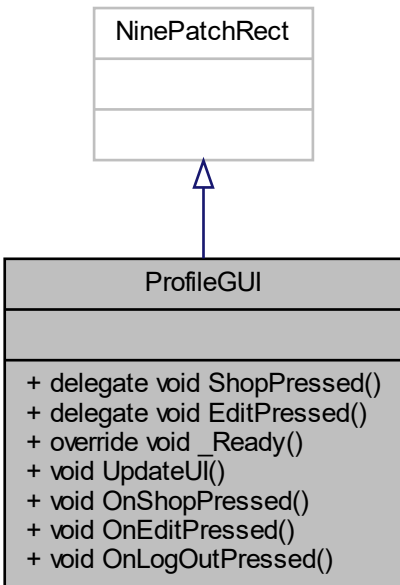 NinePatchRect
ProfileGUI
+ delegate void ShopPressed()
+ delegate void EditPressed()
+ override void _Ready()
+ void UpdateUI()
+ void OnShopPressed()
+ void OnEditPressed()
+ void OnLogOutPressed()